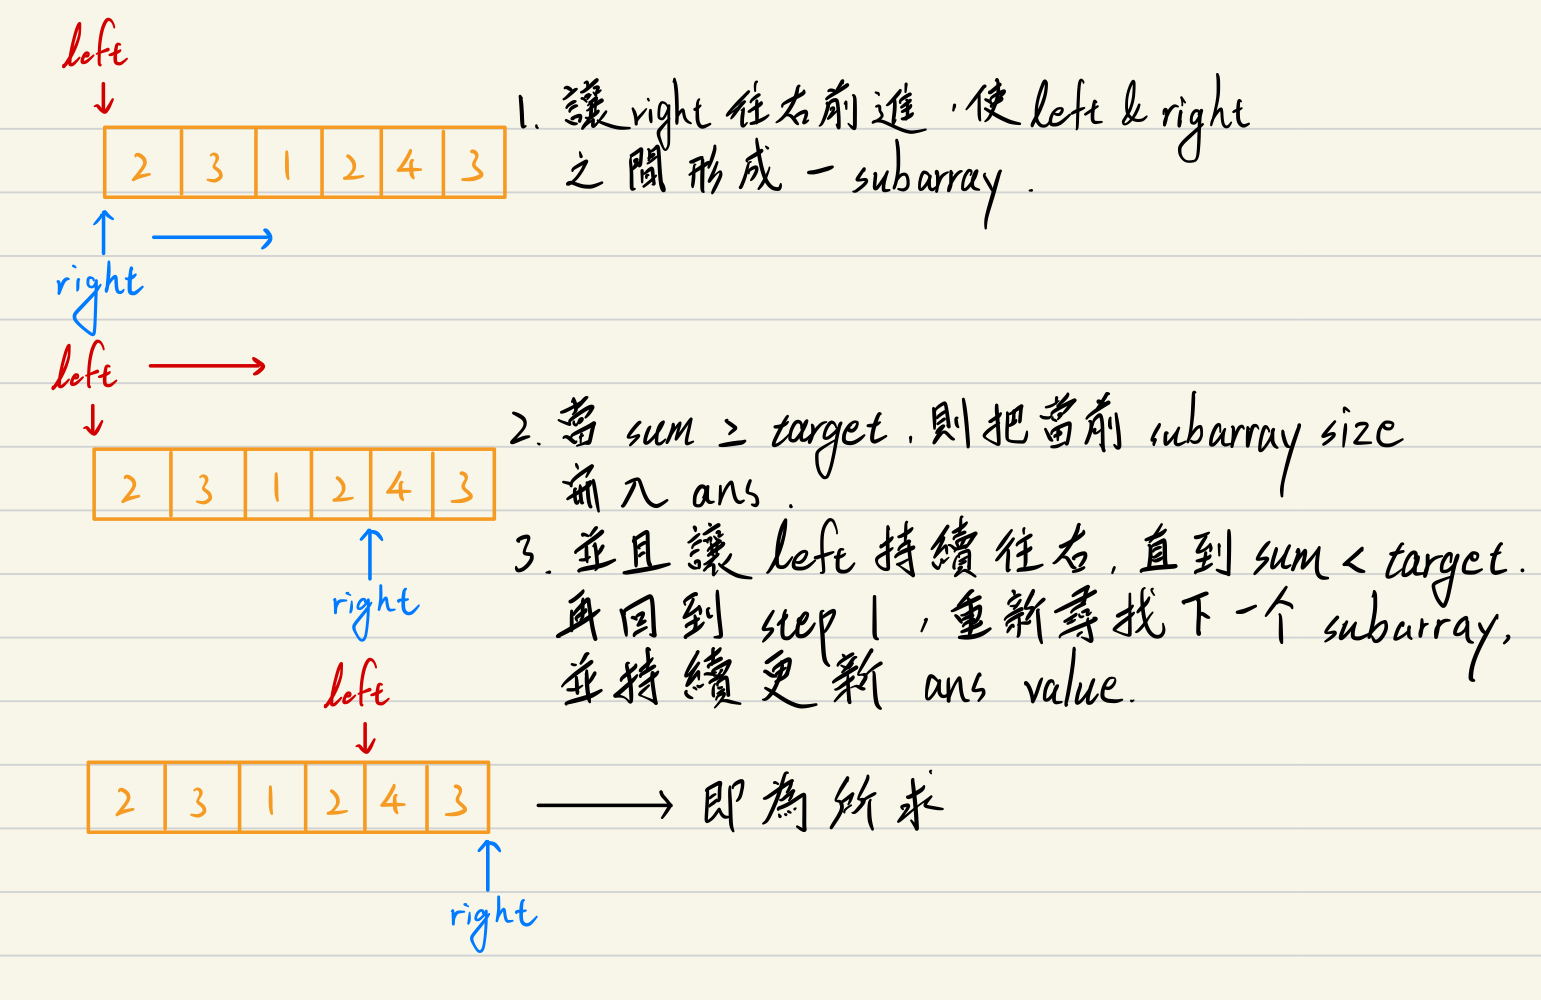 left
1. 讓 right 往右前進,使 left & right
2 3 1 2 4 3
之間形成一 subarray.
right
left
2. 當 sum ≥ target, 則把當前 subarray size
2 3 1 2 4 3
入 ans.
3. 並且讓 left 持續往右, 直到 sum < target.
right
再回到 step 1, 重新尋找下一个 subarray,
left
並持續更新 ans value.
2 3 1 2 4 3
即為所求
right